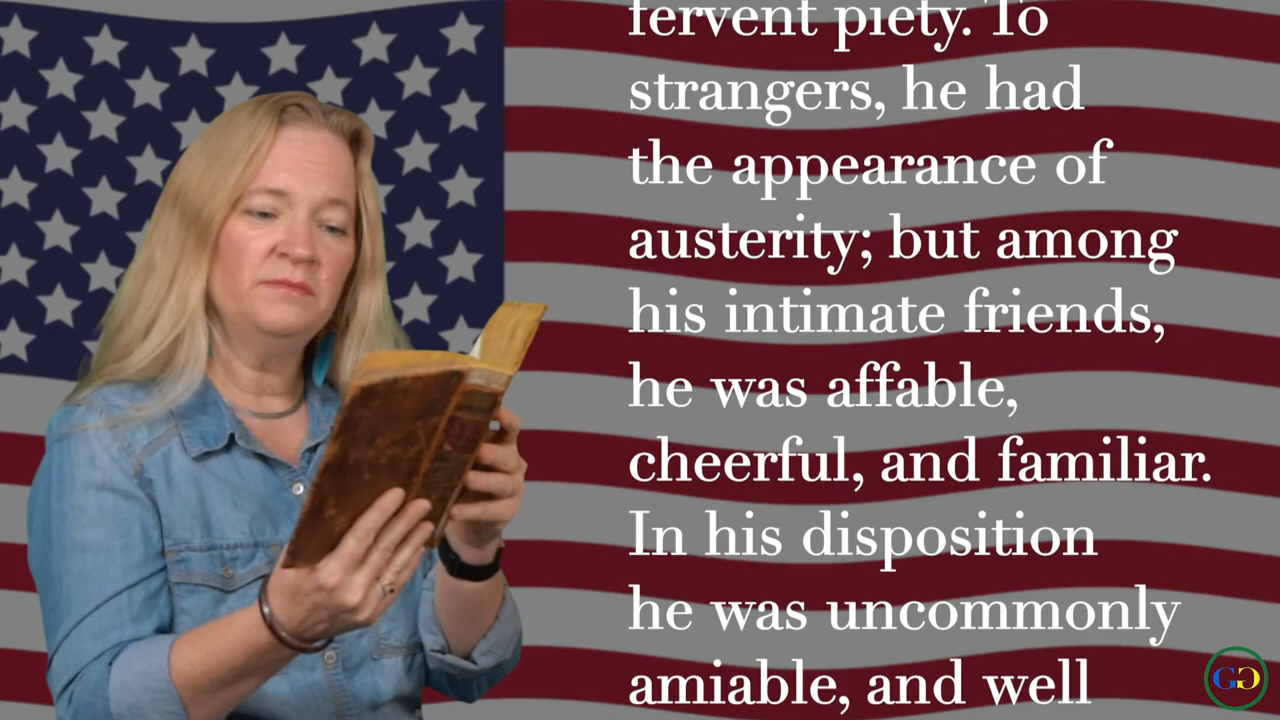 fervent piety. To
strangers, he had
the appearance of
austerity; but among
his intimate friends,
he was affable,
cheerful, and familiar.
In his disposition
he was uncommonly
amiable, and well
GG